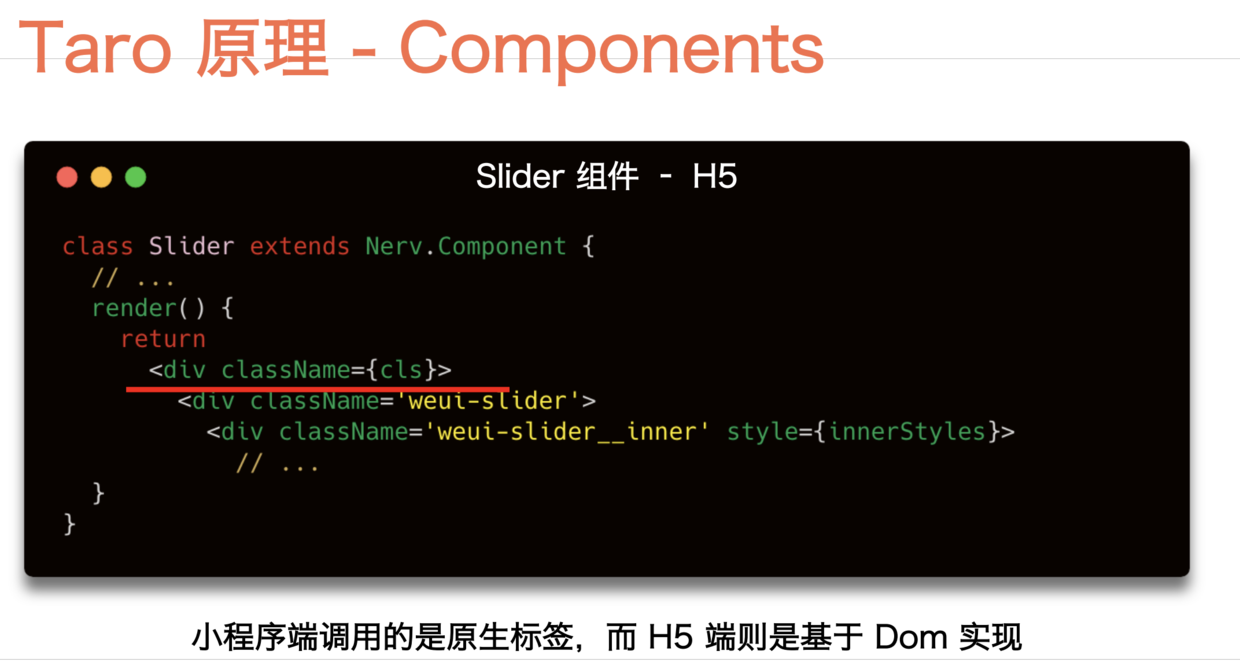 Taro 原理 - Components
Slider 组件 - H5
class Slider extends Nerv.Component {
// ...
render() {
return
<div className={cls}>
<div className='weui-slider'>
<div className='weui-slider__inner' style={innerStyles}>
// ...
}
}
小程序端调用的是原生标签，而 H5 端则是基于 Dom 实现